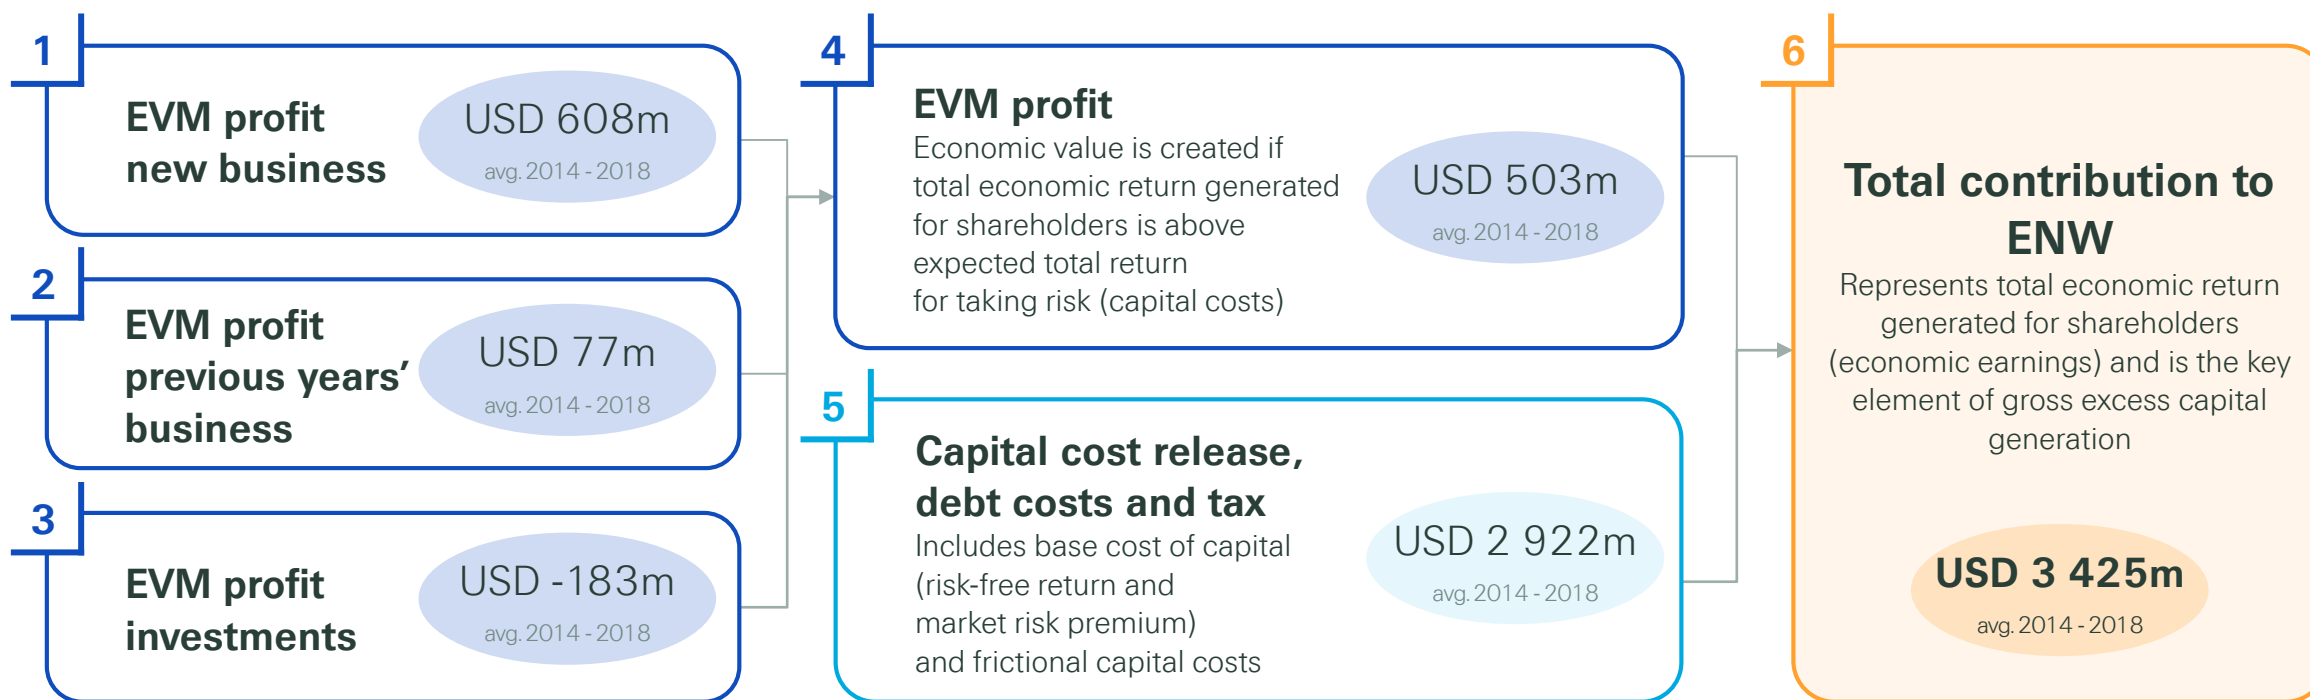 1
EVM profit
new business
USD 608m
avg. 2014 - 2018
2
EVM profit
previous years’
business
USD 77m
avg. 2014 - 2018
3
EVM profit
investments
USD -183m
avg. 2014 - 2018
4
EVM profit
Economic value is created if
total economic return generated
for shareholders is above
expected total return
for taking risk (capital costs)
USD 503m
avg. 2014 - 2018
5
Capital cost release,
debt costs and tax
Includes base cost of capital
(risk-free return and
market risk premium)
and frictional capital costs
USD 2 922m
avg. 2014 - 2018
6
Total contribution to
ENW
Represents total economic return
generated for shareholders
(economic earnings) and is the key
element of gross excess capital
generation
USD 3 425m
avg. 2014 - 2018